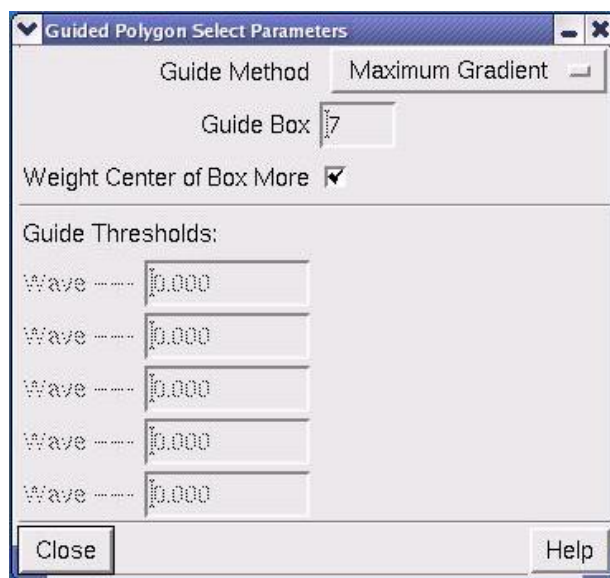 Guided Polygon Select Parameters
Guide Method Maximum Gradient
Guide Box 7
Weight Center of Box More
Guide Thresholds:
Wave ---- 0.000
Wave ---- 0.000
Wave ---- 0.000
Wave ---- 0.000
Wave ---- 0.000
Close Help